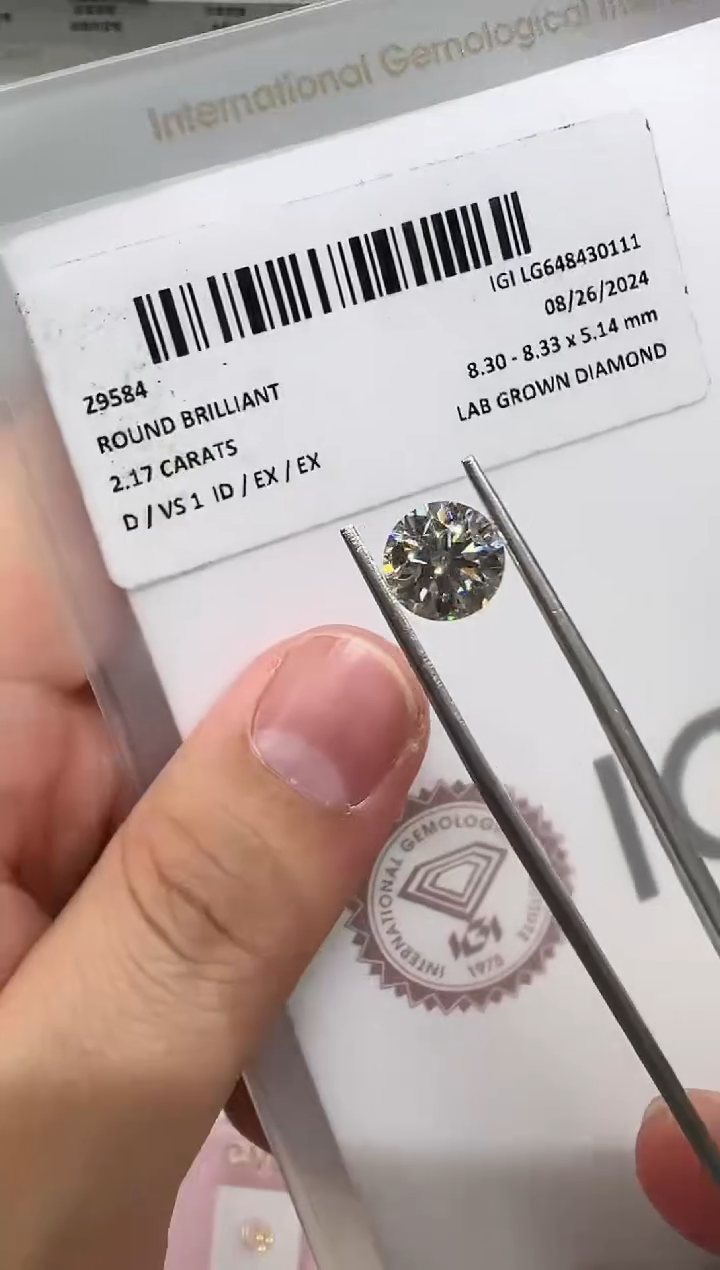 International Gemological
IGI LG648430111
08/26/2024
8.30 - 8.33 x 5.14 mm
LAB GROWN DIAMOND
Z9584
ROUND BRILLIANT
2.17 CARATS
D / VS 1 ID / EX / EX
INTERNATIONAL GEMOLOGICAL
IGI
1975